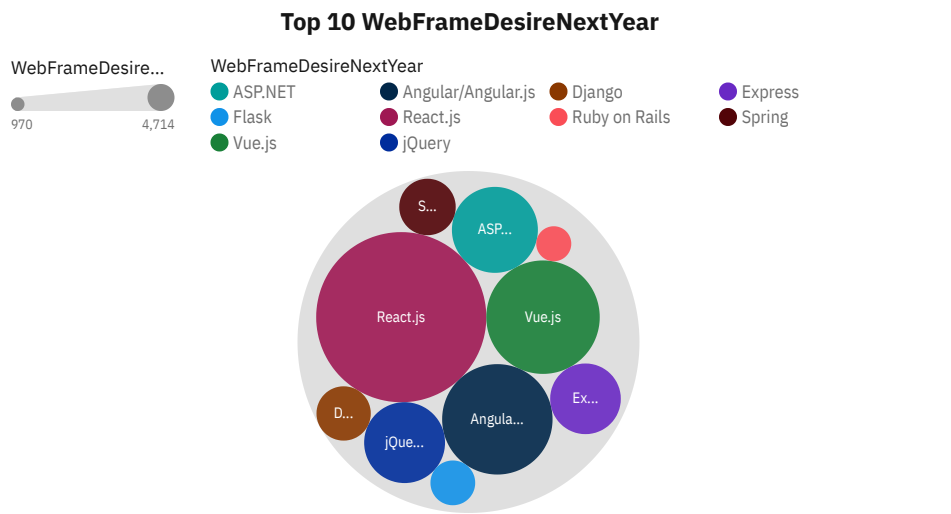 Top 10 WebFrameDesireNextYear
WebFrameDesire...
970 4,714
WebFrameDesireNextYear
ASP.NET Angular/Angular.js Django Express
Flask React.js Ruby on Rails Spring
Vue.js jQuery
S...
ASP...
React.js
Vue.js
Ex...
D...
Angula...
jQue...